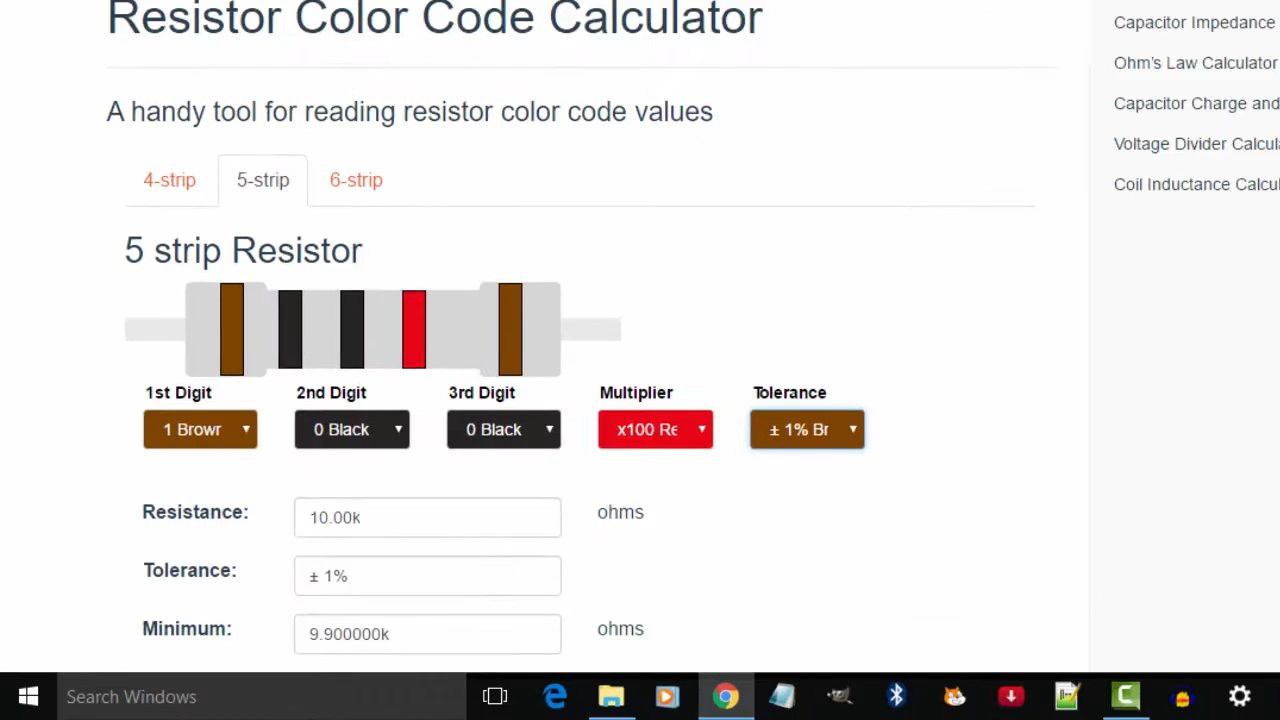 Resistor Color Code Calculator
A handy tool for reading resistor color code values
4-strip 5-strip 6-strip
5 strip Resistor
1st Digit 2nd Digit 3rd Digit Multiplier Tolerance
1 Browr 0 Black 0 Black x100 Re ± 1% Br
Resistance: 10.00k ohms
Tolerance: ± 1%
Minimum: 9.900000k ohms
Capacitor Impedance
Ohm's Law Calculator
Capacitor Charge and
Voltage Divider Calcul
Coil Inductance Calcul
Search Windows